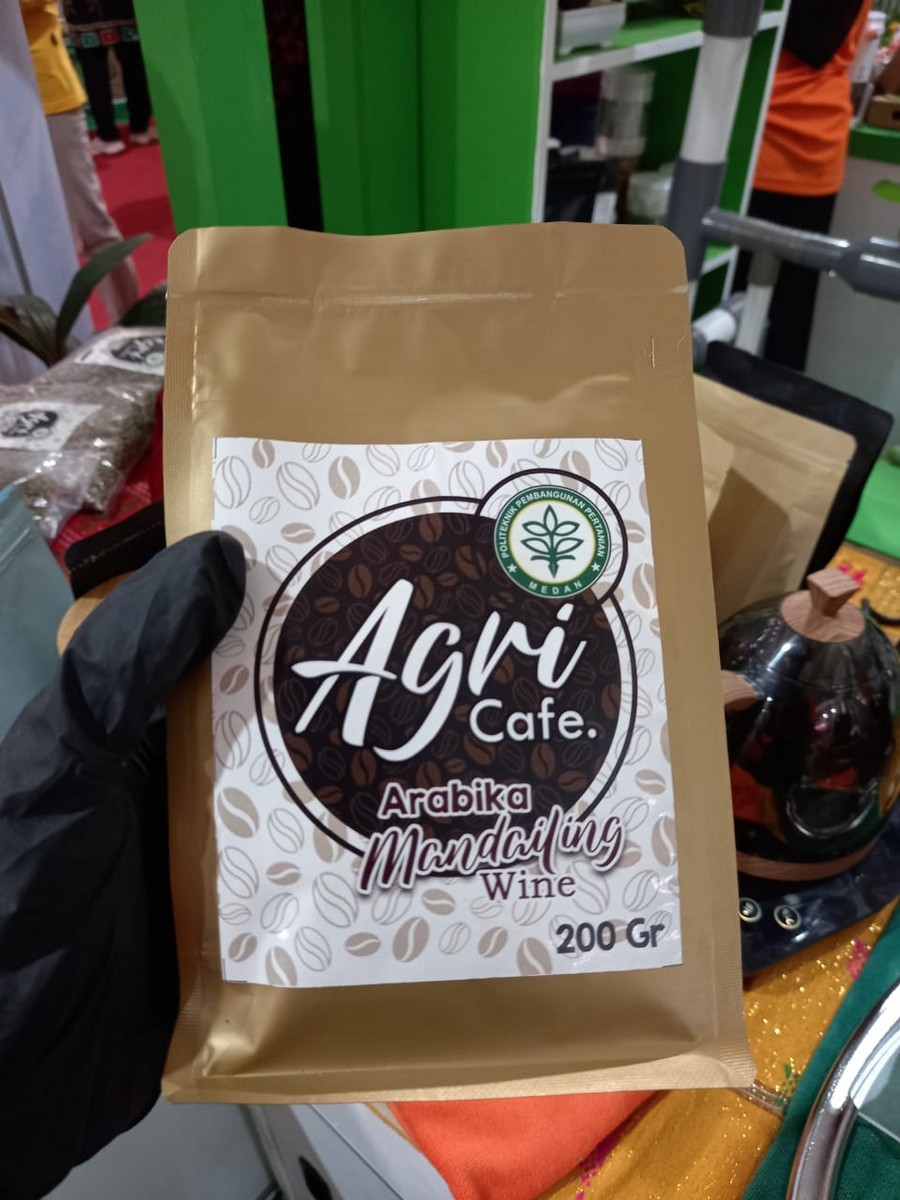 POLITEKNIK PEMBANGUNAN PERTANIAN
MEDAN
Agri
Cafe.
Arabika
Mandailing
Wine
200 Gr